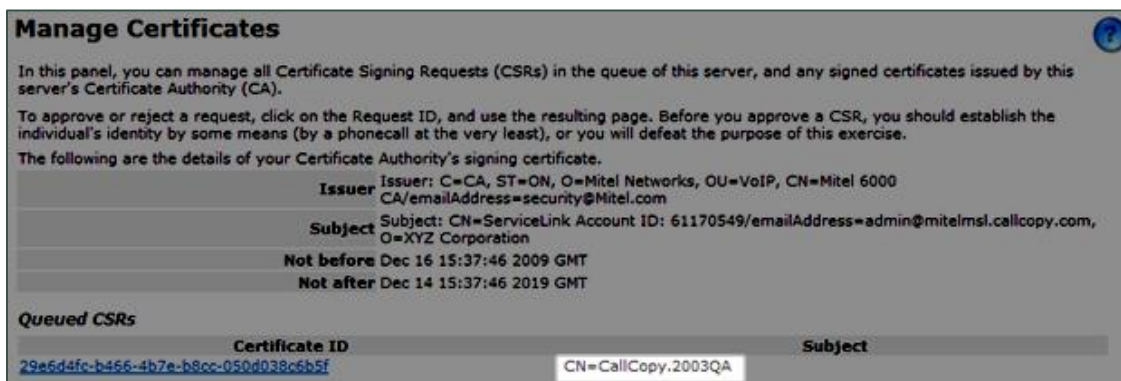 Manage Certificates
?
In this panel, you can manage all Certificate Signing Requests (CSRs) in the queue of this server, and any signed certificates issued by this
server's Certificate Authority (CA).
To approve or reject a request, click on the Request ID, and use the resulting page. Before you approve a CSR, you should establish the
individual's identity by some means (by a phonecall at the very least), or you will defeat the purpose of this exercise.
The following are the details of your Certificate Authority's signing certificate.
Issuer Issuer: C=CA, ST=ON, O=Mitel Networks, OU=VoIP, CN=Mitel 6000
CA/emailAddress=security@Mitel.com
Subject Subject: CN=ServiceLink Account ID: 61170549/emailAddress=admin@mitelmsl.callcopy.com,
O=XYZ Corporation
Not before Dec 16 15:37:46 2009 GMT
Not after Dec 14 15:37:46 2019 GMT
Queued CSRs
Certificate ID Subject
29e6d4fc-b466-4b7e-b8cc-050d038c6b5f CN=CallCopy.2003QA